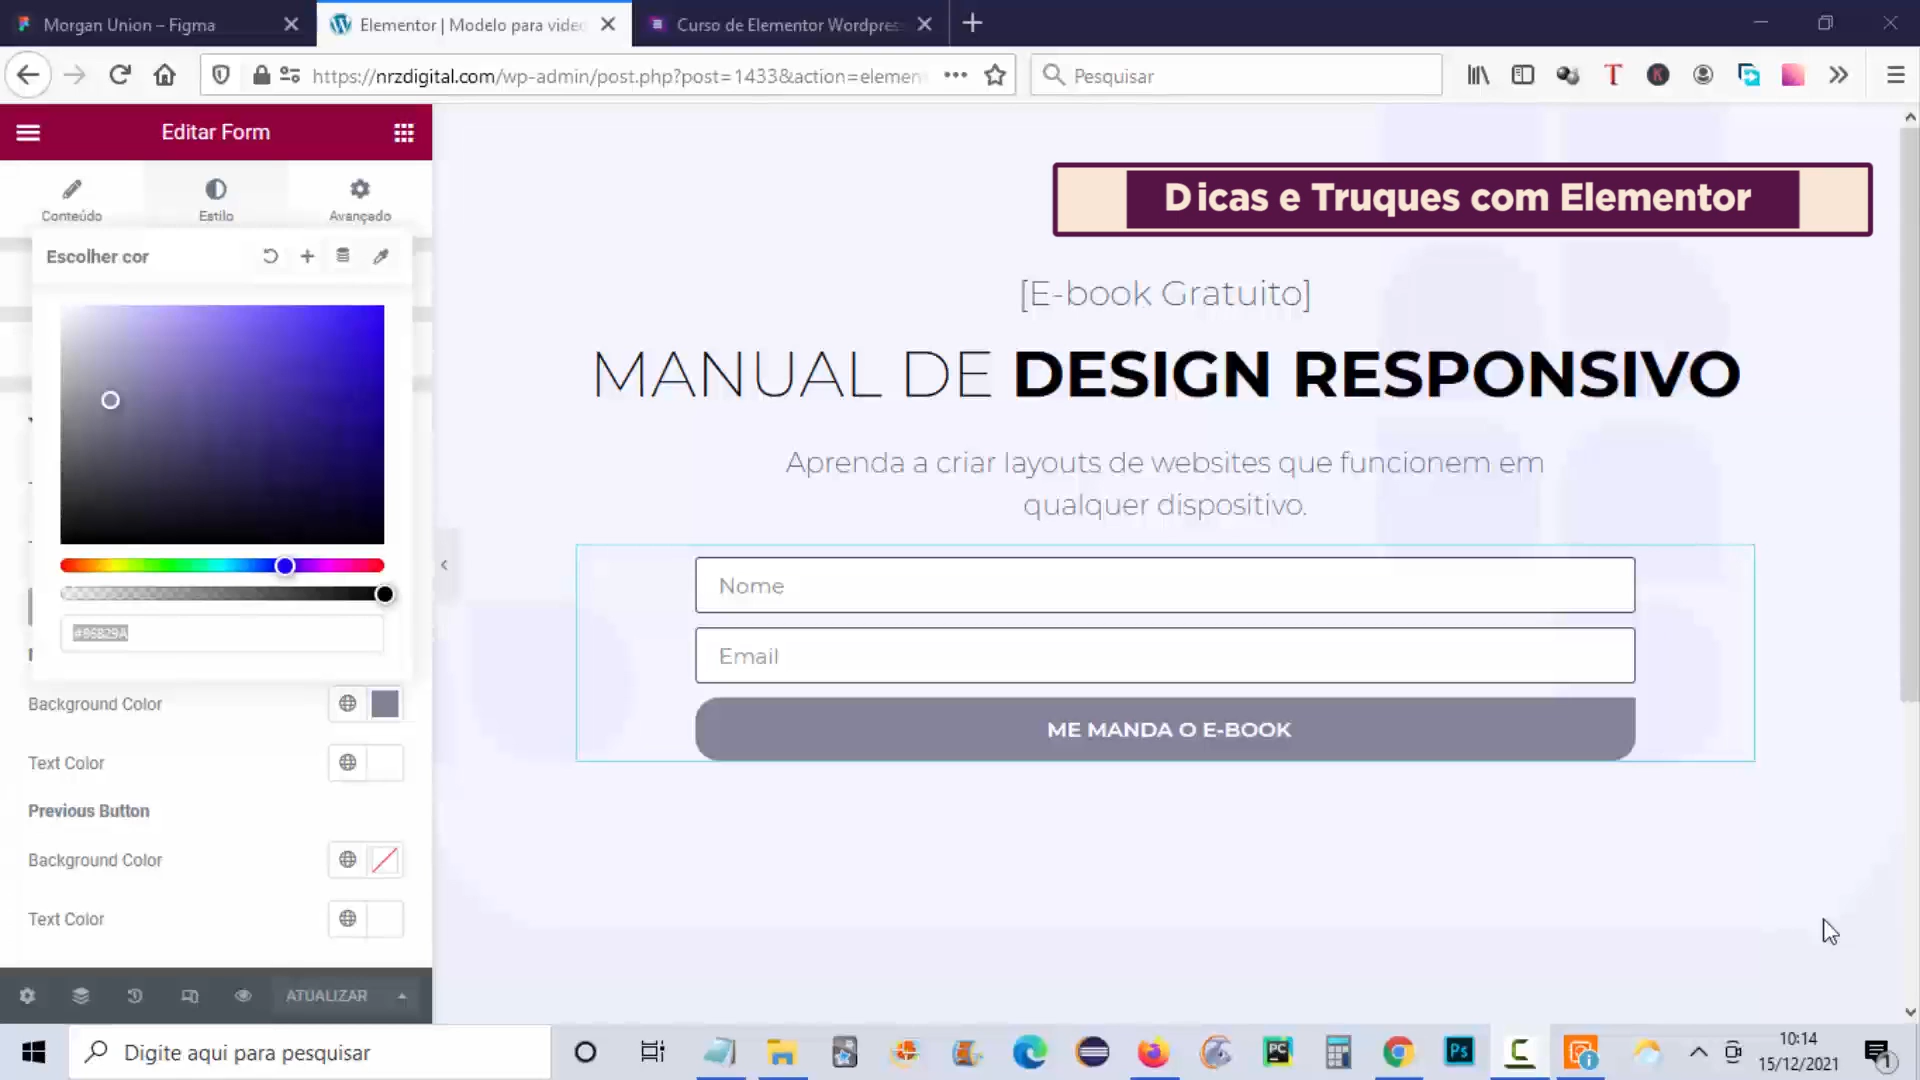 Morgan Union – Figma
Elementor | Modelo para video
Curso de Elementor Wordpress
https://nrzdigital.com/wp-admin/post.php?post=1433&action=elemen
Pesquisar
Editar Form
Conteúdo
Estilo
Avançado
Dicas e Truques com Elementor
Escolher cor
[E-book Gratuito]
MANUAL DE DESIGN RESPONSIVO
Aprenda a criar layouts de websites que funcionem em
qualquer dispositivo.
Nome
#86829A
Email
Background Color
ME MANDA O E-BOOK
Text Color
Previous Button
Background Color
Text Color
ATUALIZAR
Digite aqui para pesquisar
10:14
15/12/2021